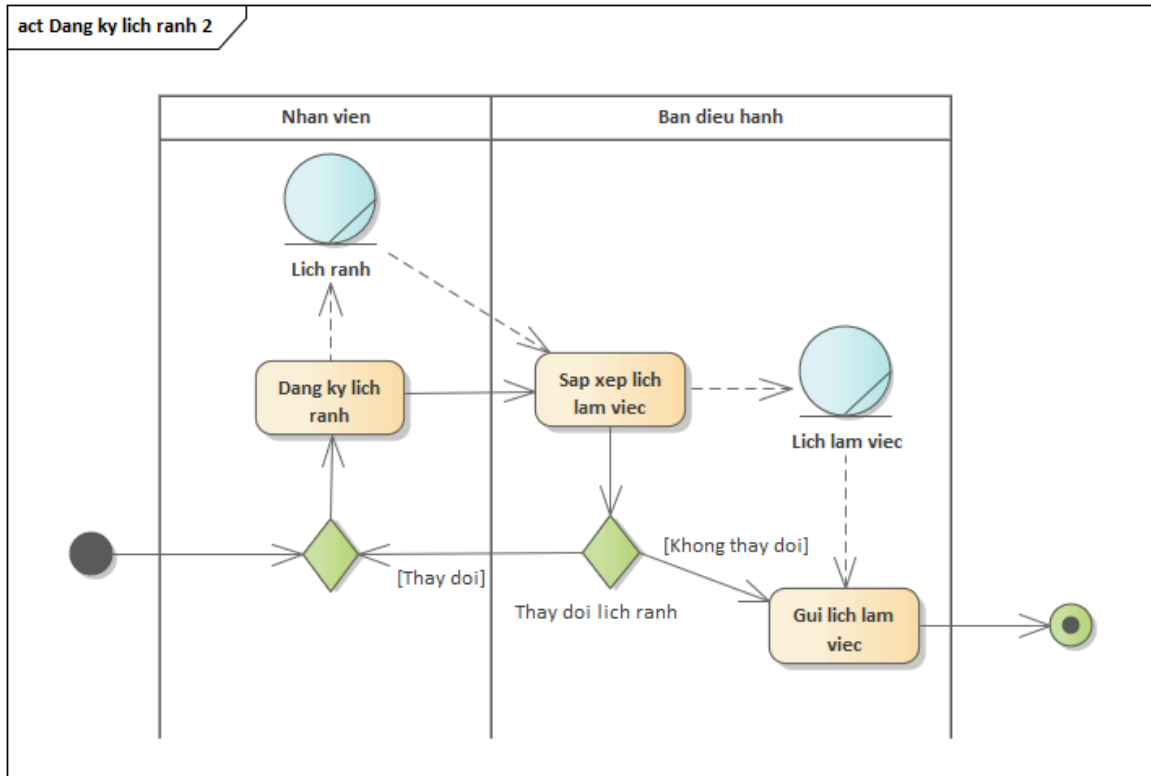 act Dang ky lich ranh 2
Nhan vien
Ban dieu hanh
Lich ranh
Dang ky lich
ranh
Sap xep lich
lam viec
Lich lam viec
[Khong thay doi]
[Thay doi]
Thay doi lich ranh
Gui lich lam
viec